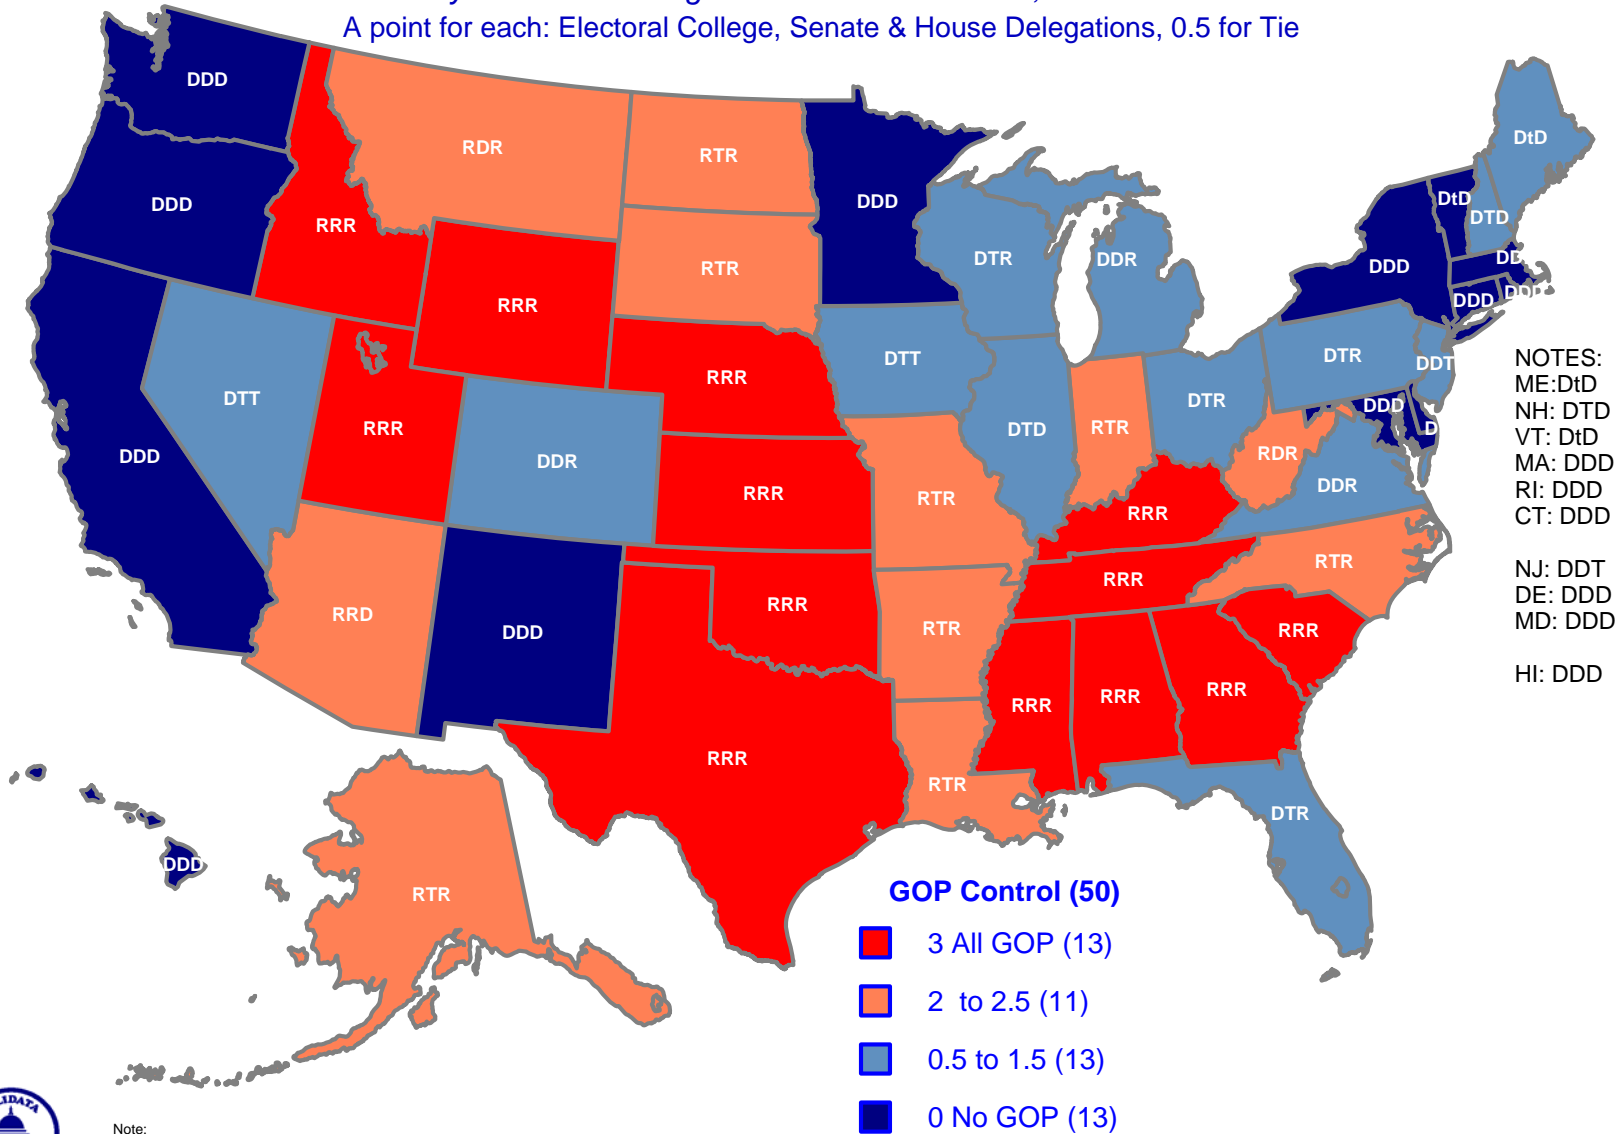 A point for each: Electoral College, Senate & House Delegations, 0.5 for Tie
DDD
RDR
RTR
DDD
DtD
DDD
RRR
RTR
DTR
DDR
DDD
DtD
DTD
DD
DDD
DDD
RRR
DTT
RRR
RRR
DDR
RRR
DTT
DTD
RTR
DTR
DTR
DDT
DDD
D
RDR
DDR
DDD
RRR
RTR
RRR
RTR
RRD
DDD
RRR
RTR
RRR
RRR
RRR
RRR
RRR
RRR
RTR
DTR
DDD
RTR
NOTES:
ME:DtD
NH: DTD
VT: DtD
MA: DDD
RI: DDD
CT: DDD
NJ: DDT
DE: DDD
MD: DDD
HI: DDD
GOP Control (50)
3 All GOP (13)
2 to 2.5 (11)
0.5 to 1.5 (13)
0 No GOP (13)
LIDATA
Note: